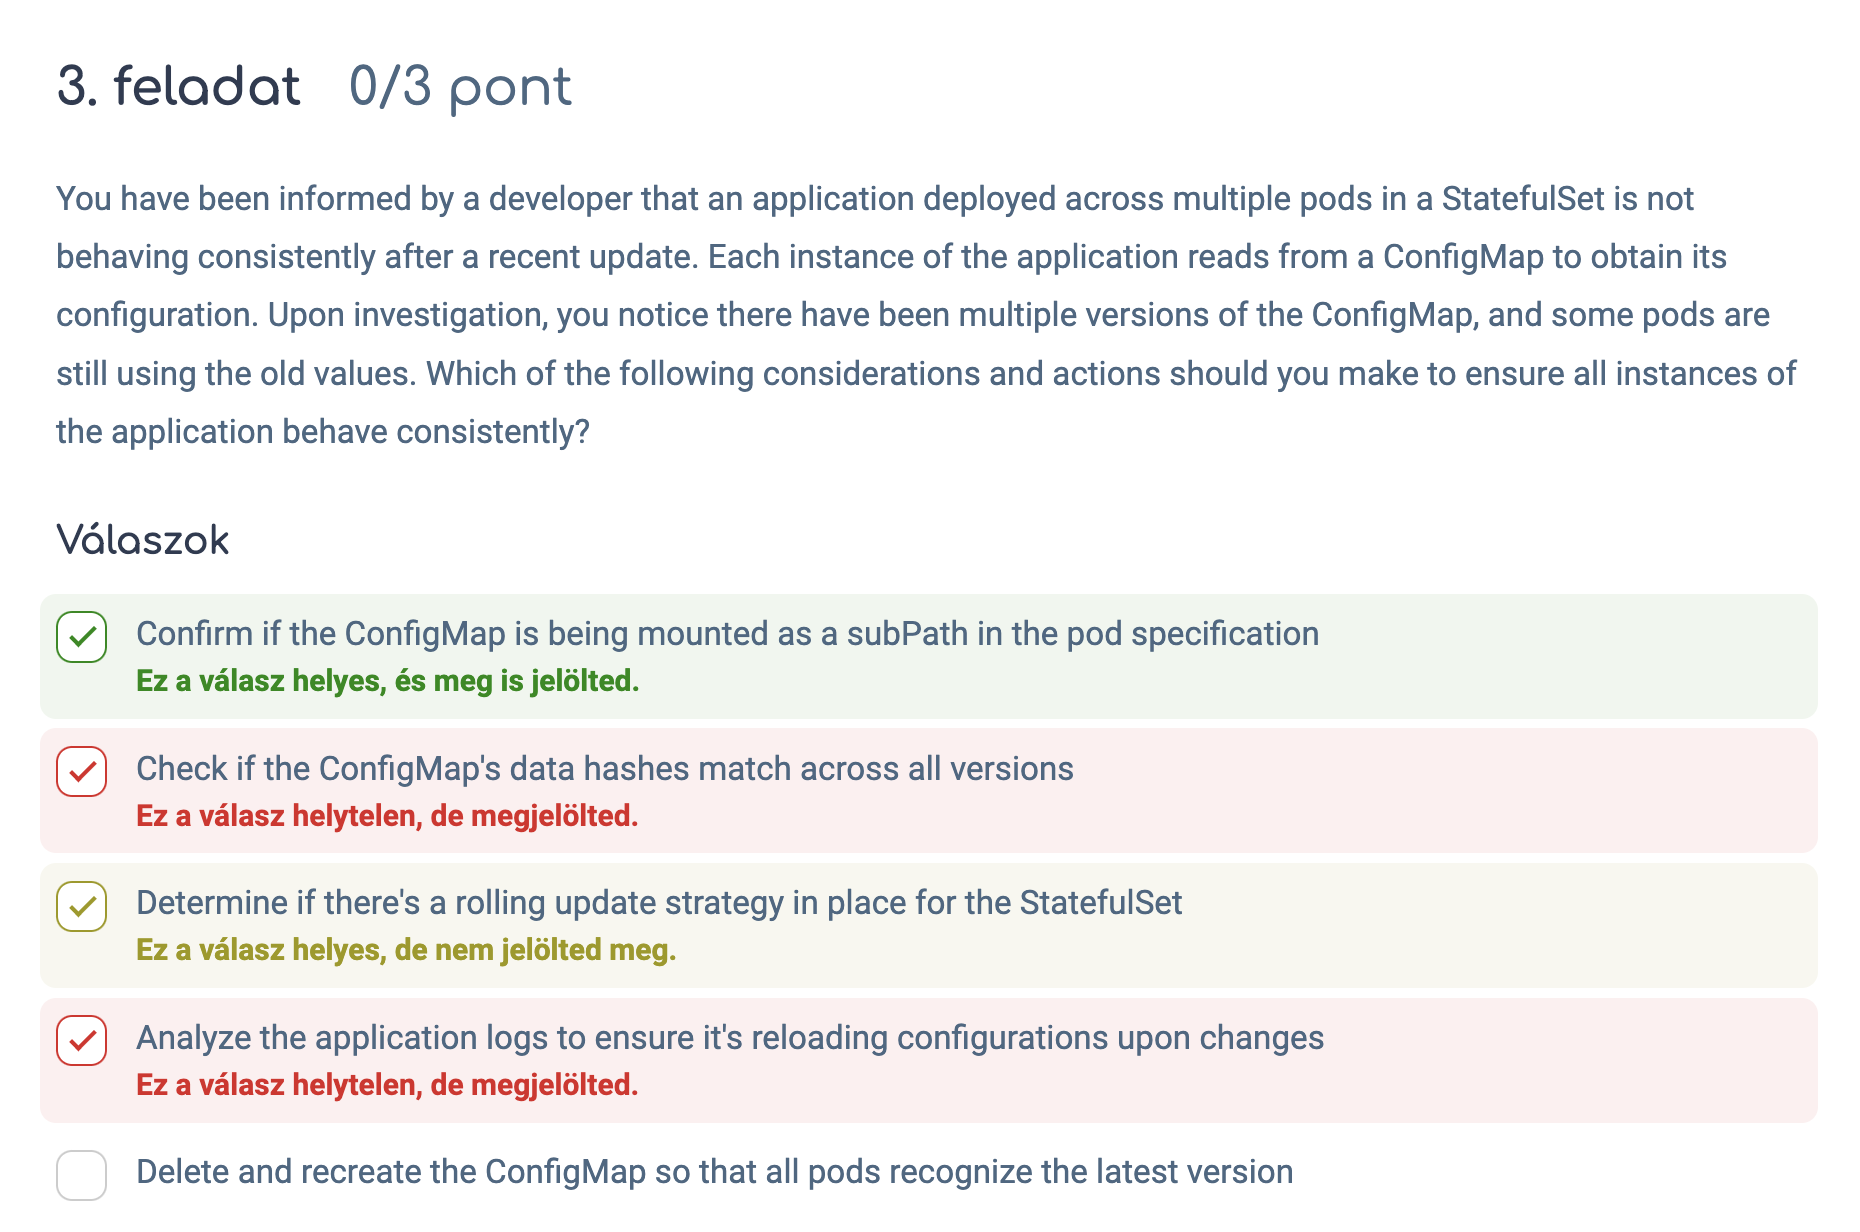 3. feladat 0/3 pont
You have been informed by a developer that an application deployed across multiple pods in a StatefulSet is not
behaving consistently after a recent update. Each instance of the application reads from a ConfigMap to obtain its
configuration. Upon investigation, you notice there have been multiple versions of the ConfigMap, and some pods are
still using the old values. Which of the following considerations and actions should you make to ensure all instances of
the application behave consistently?
Válaszok
Confirm if the ConfigMap is being mounted as a subPath in the pod specification
Ez a válasz helyes, és meg is jelölted.
Check if the ConfigMap's data hashes match across all versions
Ez a válasz helytelen, de megjelölted.
Determine if there's a rolling update strategy in place for the StatefulSet
Ez a válasz helyes, de nem jelölted meg.
Analyze the application logs to ensure it's reloading configurations upon changes
Ez a válasz helytelen, de megjelölted.
Delete and recreate the ConfigMap so that all pods recognize the latest version